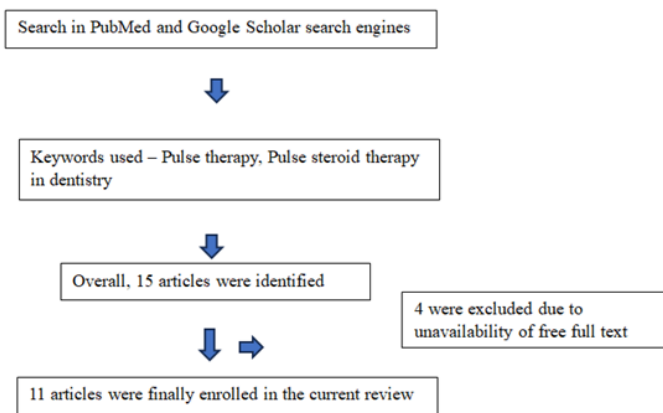 Search in PubMed and Google Scholar search engines
Keywords used – Pulse therapy, Pulse steroid therapy
in dentistry
Overall, 15 articles were identified
4 were excluded due to
unavailability of free full text
11 articles were finally enrolled in the current review